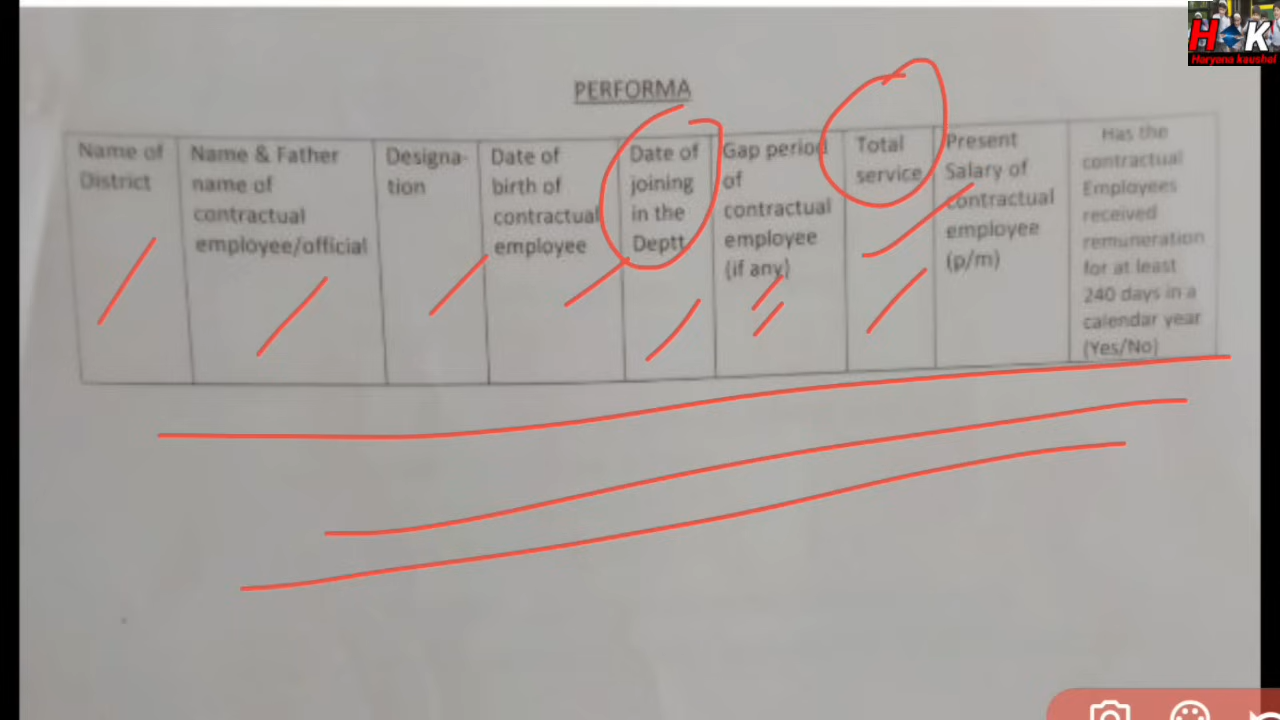 H K
Haryana kaushal
PERFORMA
Name of
District
Name & Father
name of
contractual
employee/official
Designa-
tion
Date of
birth of
contractual
employee
Date of
joining
in the
Deptt
Gap period
of
contractual
employee
(if any)
Total
service
Present
Salary of
contractual
employee
(p/m)
Has the
contractual
Employees
received
remuneration
for at least
240 days in a
calendar year
(Yes/No)